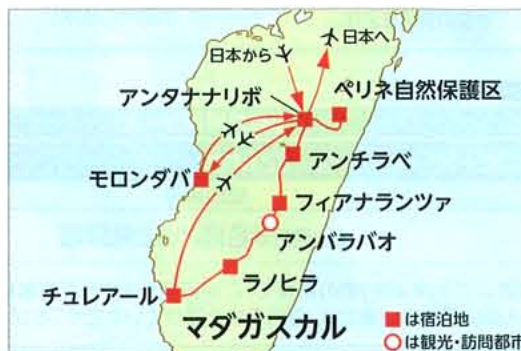 日本から
日本へ
アンタナナリボ
ペリネ自然保護区
アンチラベ
モロンダバ
フィアナランツァ
アンバラバオ
ラノヒラ
チュレアール
マダガスカル
■は宿泊地
○は観光・訪問都市